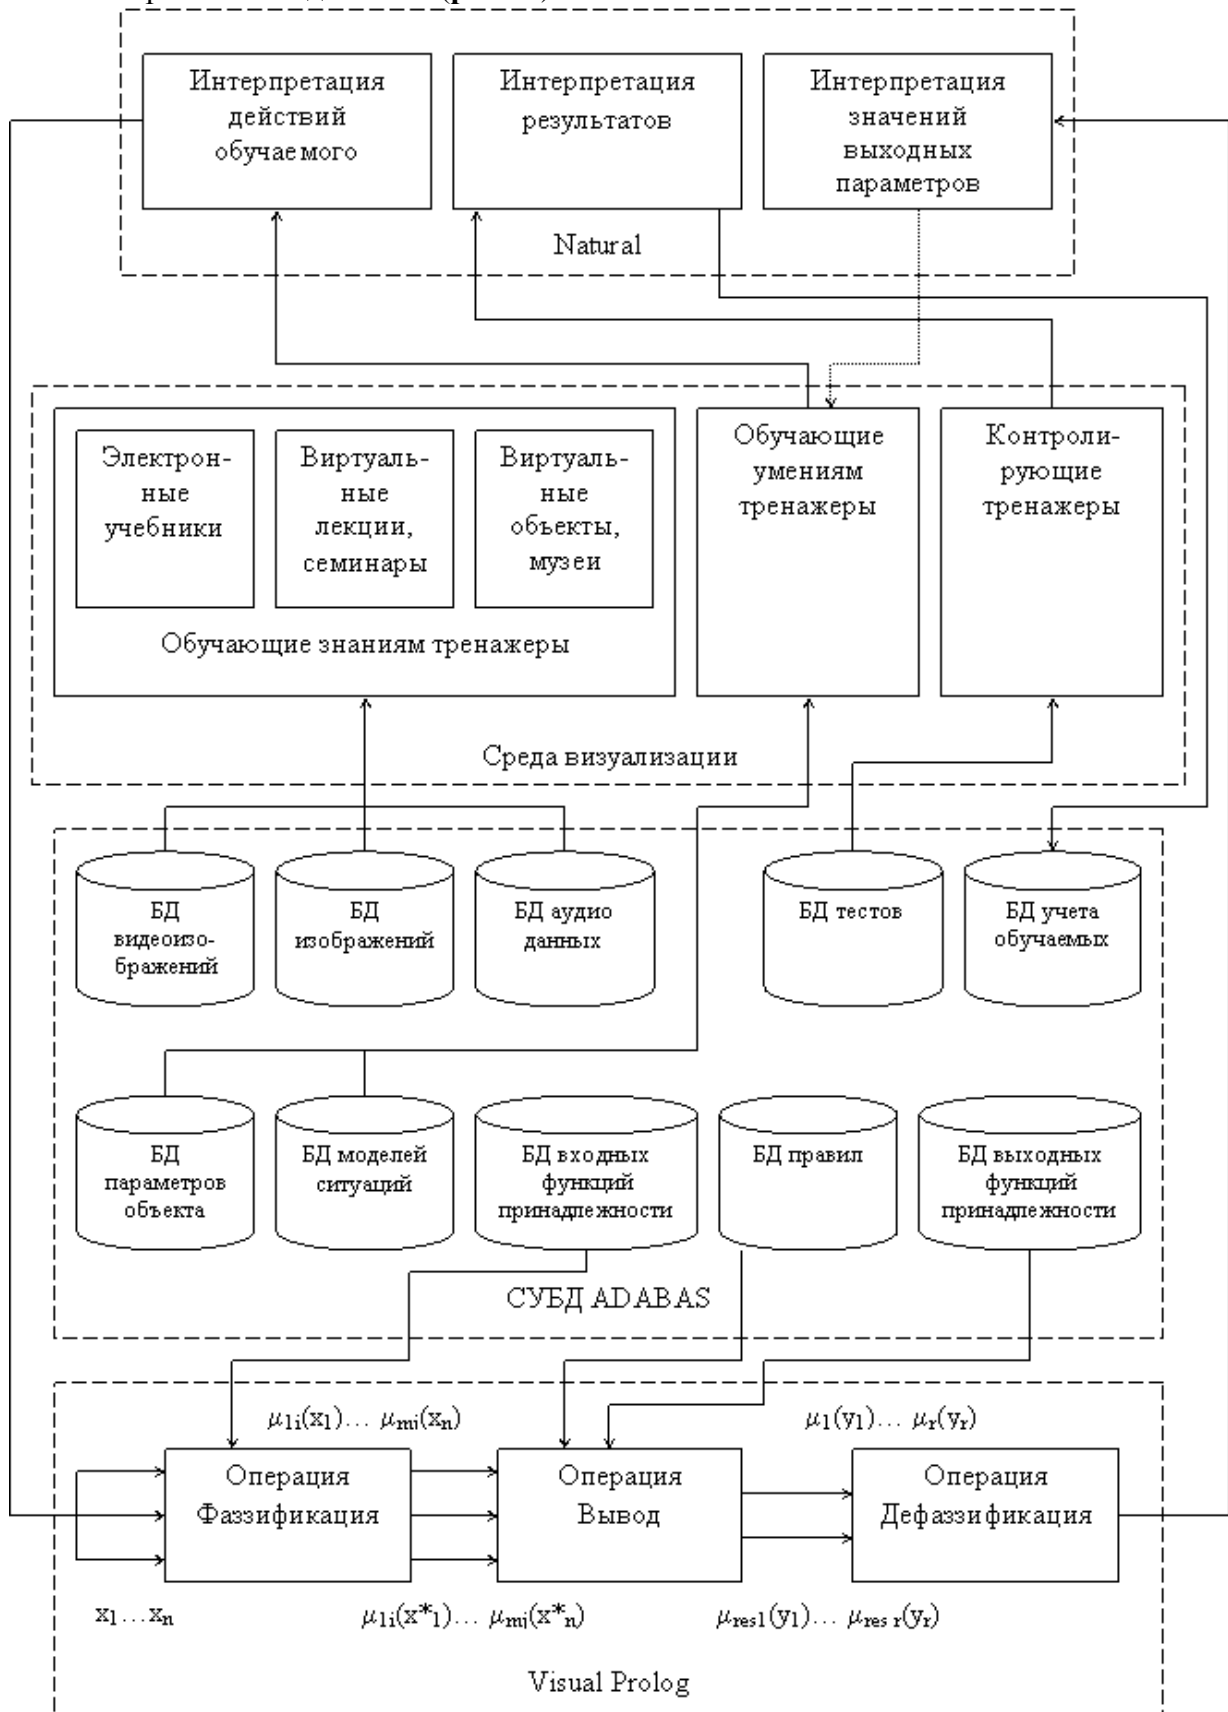 Интерпретация
действий
обучаемого
Интерпретация
результатов
Интерпретация
значений
выходных
параметров
Natural
Электрон-
ные
учебники
Виртуаль-
ные
лекции,
семинары
Виртуаль-
ные
объекты,
музеи
Обучающие знаниям тренажеры
Обучающие
умениям
тренажеры
Контроли-
рующие
тренажеры
Среда визуализации
БД
видеоизо-
бражений
БД
изображений
БД аудио
данных
БД тестов
БД учета
обучаемых
БД
параметров
объекта
БД моделей
ситуаций
БД входных
функций
принадлежности
БД правил
БД выходных
функций
принадлежности
СУБД ADABAS
μ1i(x1)... μmj(xn)
μ1(y1)... μr(yr)
Операция
Фаззификация
Операция
Вывод
Операция
Дефаззификация
x1...xn
μ1i(x*1)... μmj(x*n)
μres1(y1)... μres r(yr)
Visual Prolog